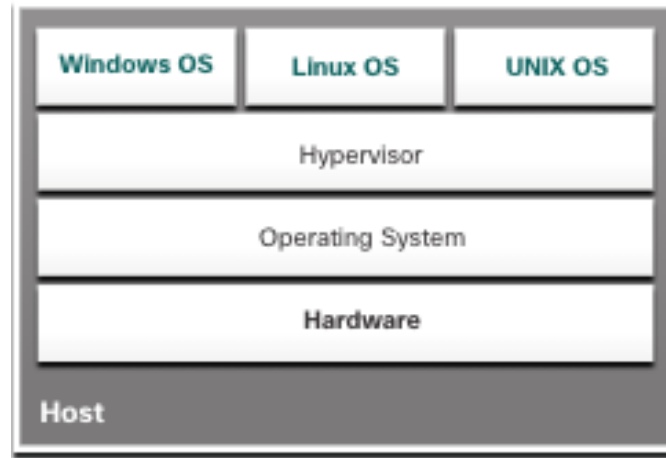 Windows OS Linux OS UNIX OS
Hypervisor
Operating System
Hardware
Host